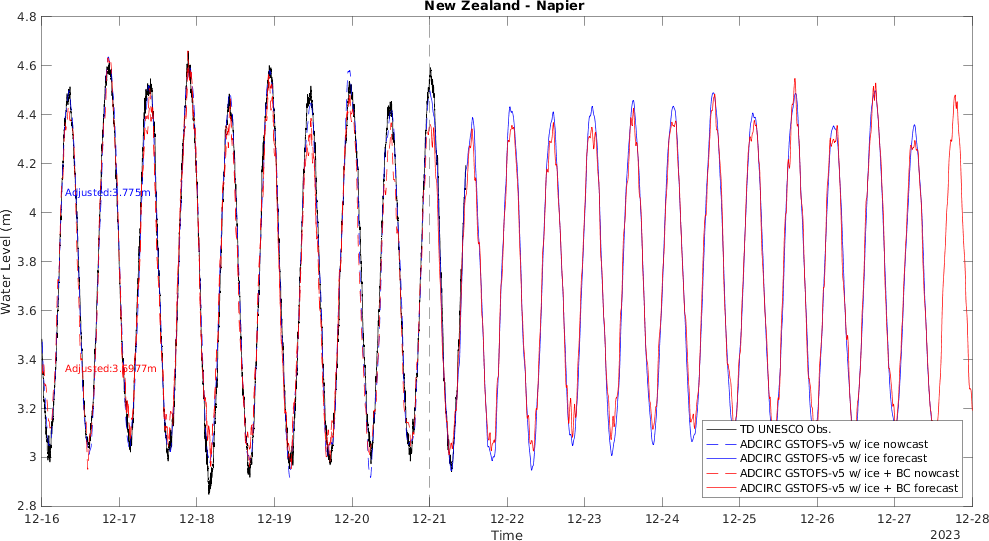 New Zealand - Napier
4.8
4.6
4.4
4.2
4
3.8
3.6
3.4
3.2
3
2.8
Water Level (m)
Adjusted:3.775m
Adjusted:3.6977m
TD UNESCO Obs.
ADCIRC GSTOFS-v5 w/ ice nowcast
ADCIRC GSTOFS-v5 w/ ice forecast
ADCIRC GSTOFS-v5 w/ ice + BC nowcast
ADCIRC GSTOFS-v5 w/ ice + BC forecast
12-16 12-17 12-18 12-19 12-20 12-21 12-22 12-23 12-24 12-25 12-26 12-27 12-28
Time
2023